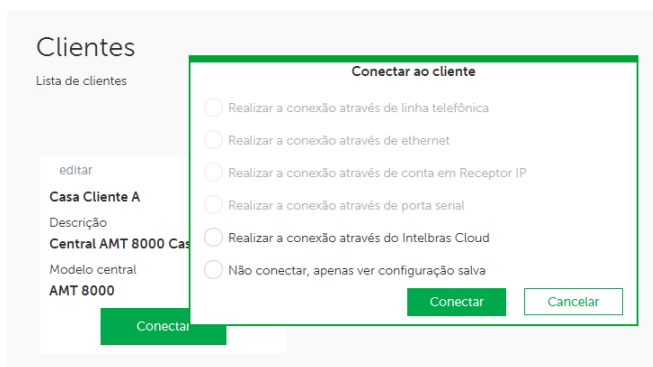 Clientes
Lista de clientes
Conectar ao cliente
Realizar a conexão através de linha telefônica
Realizar a conexão através de ethernet
Realizar a conexão através de conta em Receptor IP
Realizar a conexão através de porta serial
Realizar a conexão através do Intelbras Cloud
Não conectar, apenas ver configuração salva
Conectar
Cancelar
editar
Casa Cliente A
Descrição
Central AMT 8000 Cas
Modelo central
AMT 8000
Conectar